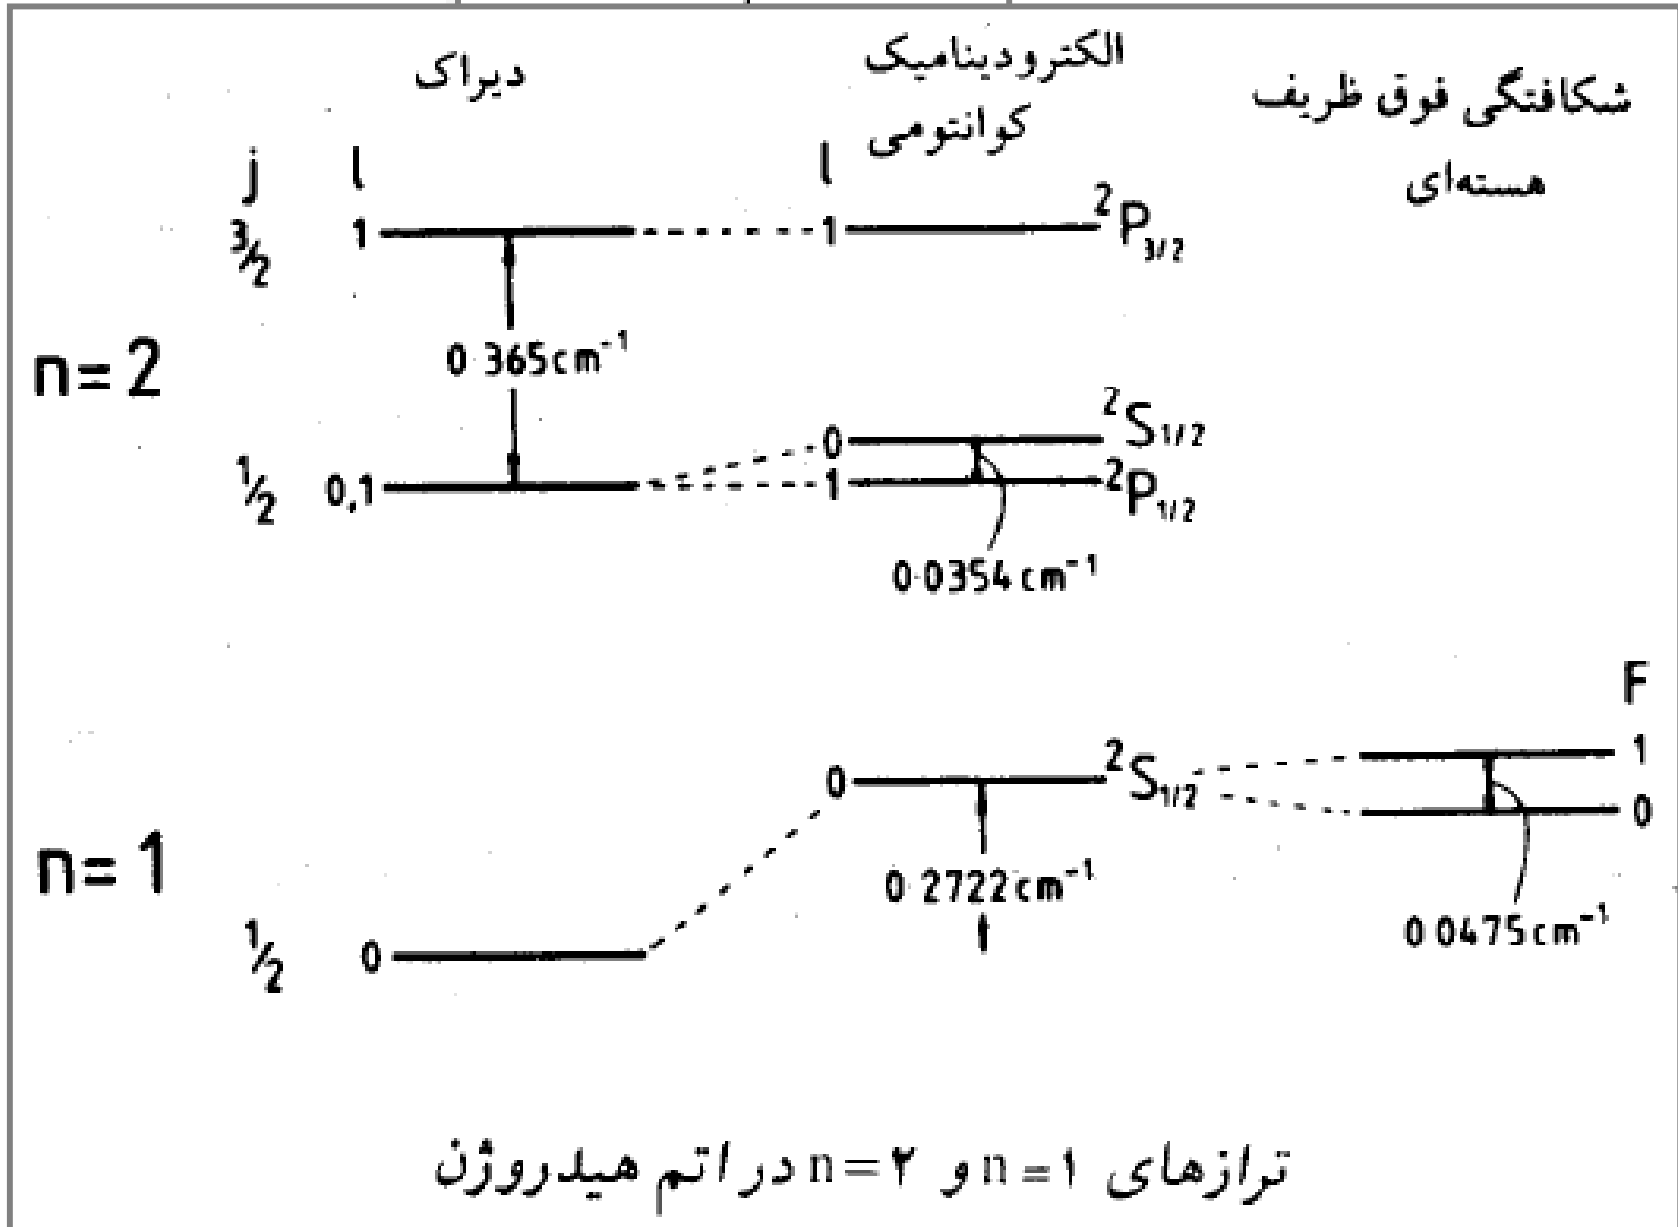 دیراک
الکترودینامیک
کوانتومی
شکافتگی فوق ظریف
هسته‌ای
j l l
3/2 1 1 ²P₃/₂
n=2
0.365cm⁻¹
0 ²S₁/₂
1/2 0,1 1 ²P₁/₂
0.0354cm⁻¹
F
1
0 ²S₁/₂
0
n=1
0.2722cm⁻¹
0.0475cm⁻¹
1/2 0
ترازهای n=۱ و n=۲ در اتم هیدروژن